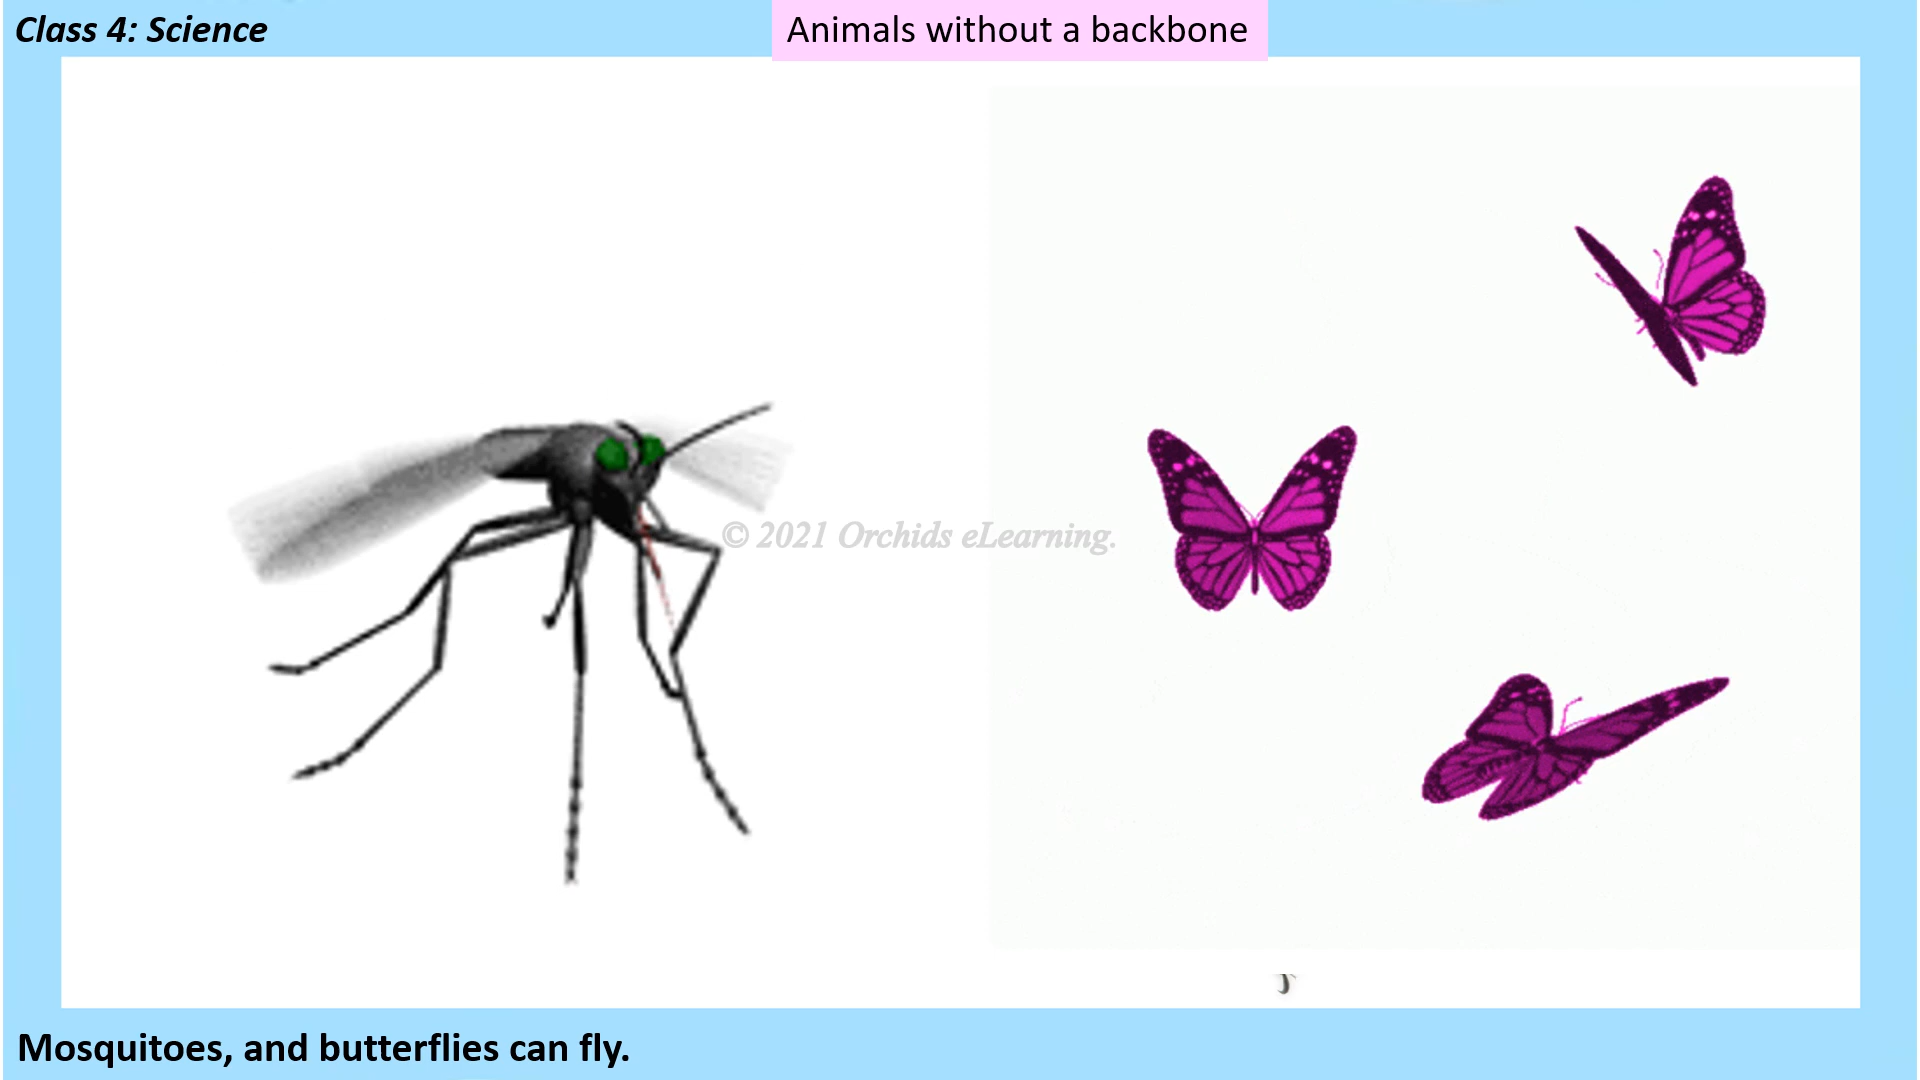 Class 4: Science
Animals without a backbone
© 2021 Orchids eLearning.
Mosquitoes, and butterflies can fly.